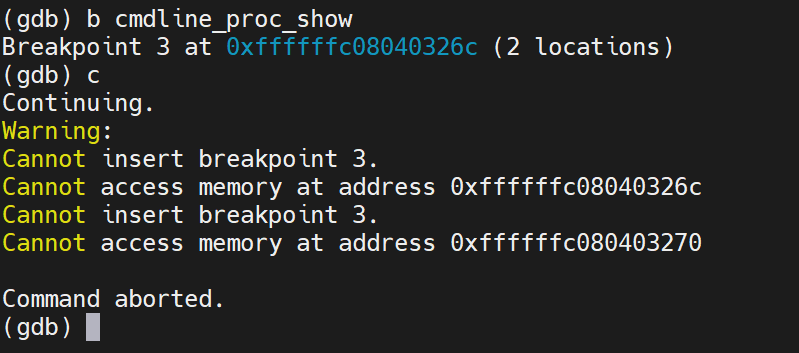 (gdb) b cmdline_proc_show
Breakpoint 3 at 0xffffffc08040326c (2 locations)
(gdb) c
Continuing.
Warning:
Cannot insert breakpoint 3.
Cannot access memory at address 0xffffffc08040326c
Cannot insert breakpoint 3.
Cannot access memory at address 0xffffffc080403270
Command aborted.
(gdb)